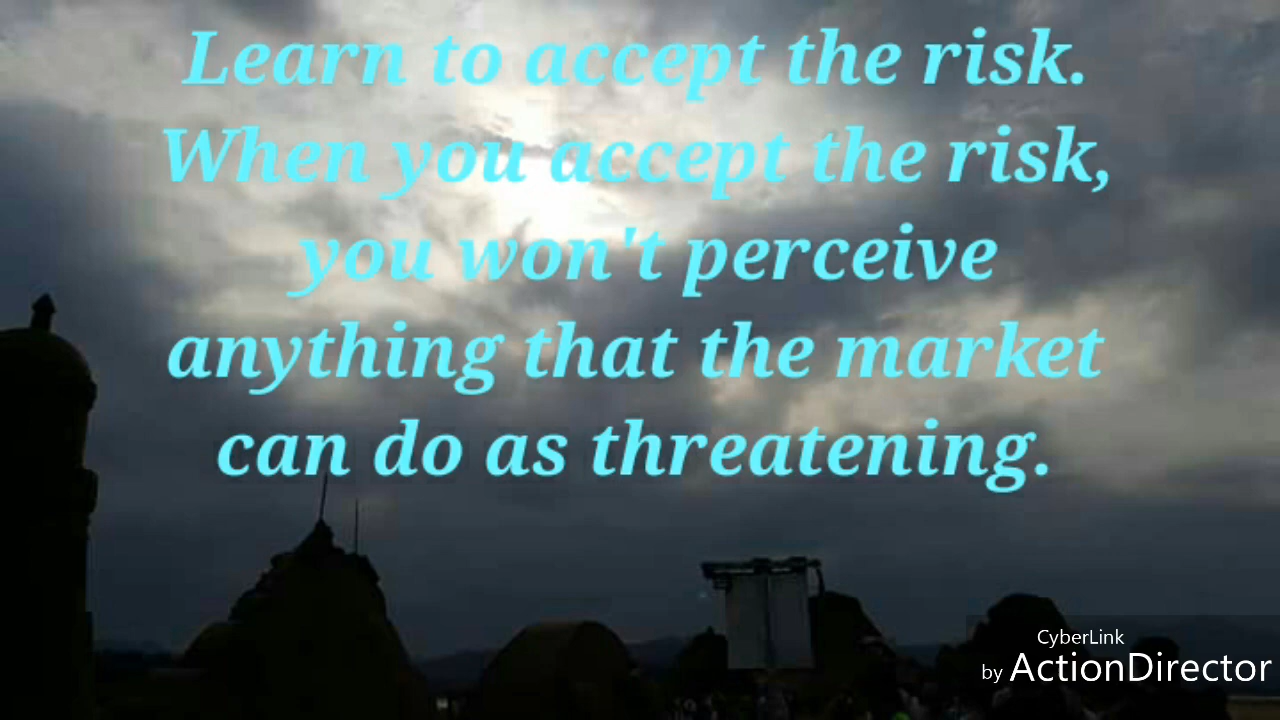 Learn to accept the risk.
When you accept the risk,
you won't perceive
anything that the market
can do as threatening.
CyberLink
by ActionDirector